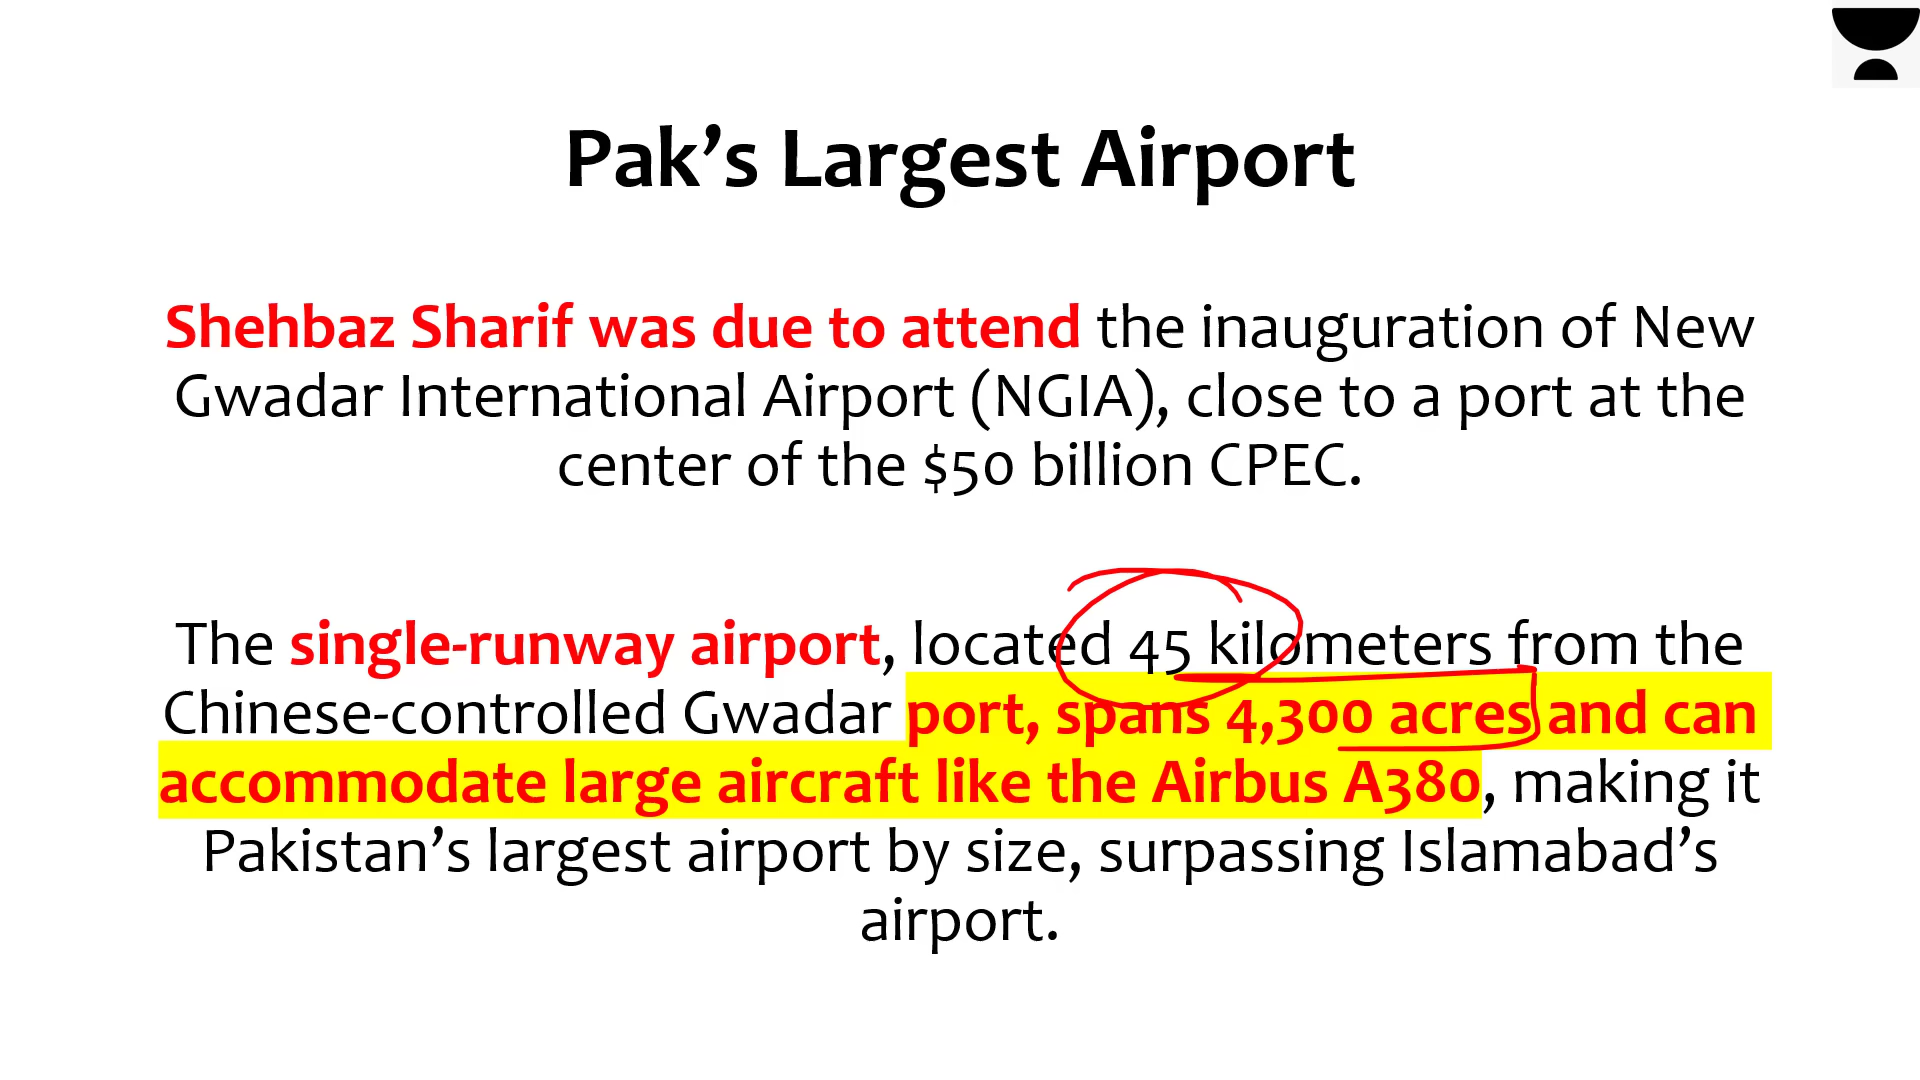 Pak’s Largest Airport
Shehbaz Sharif was due to attend the inauguration of New
Gwadar International Airport (NGIA), close to a port at the
center of the $50 billion CPEC.
The single-runway airport, located 45 kilometers from the
Chinese-controlled Gwadar port, spans 4,300 acres and can
accommodate large aircraft like the Airbus A380, making it
Pakistan’s largest airport by size, surpassing Islamabad’s
airport.